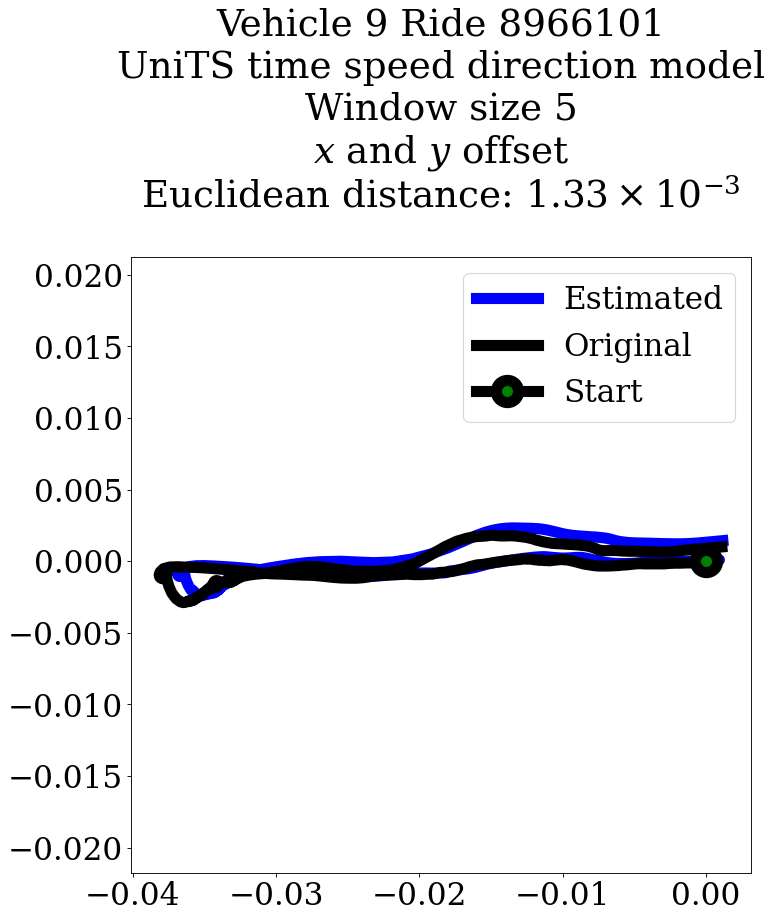 Vehicle 9 Ride 8966101
UniTS time speed direction model
Window size 5
x and y offset
Euclidean distance: 1.33 × 10⁻³
Estimated
Original
Start
0.020
0.015
0.010
0.005
0.000
−0.005
−0.010
−0.015
−0.020
−0.04 −0.03 −0.02 −0.01 0.00